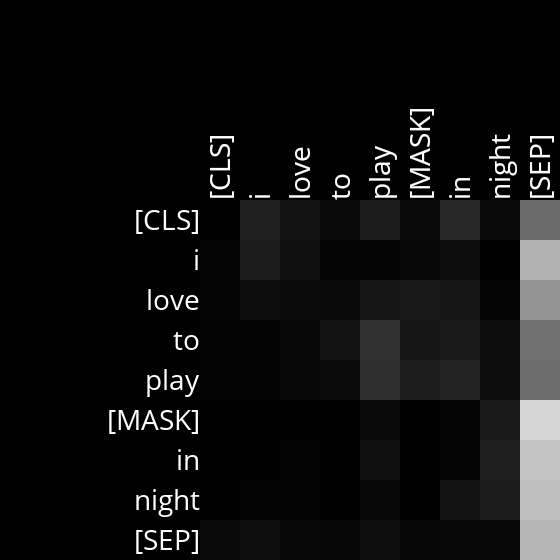 [CLS] i love to play [MASK] in night [SEP]
[CLS]
i
love
to
play
[MASK]
in
night
[SEP]